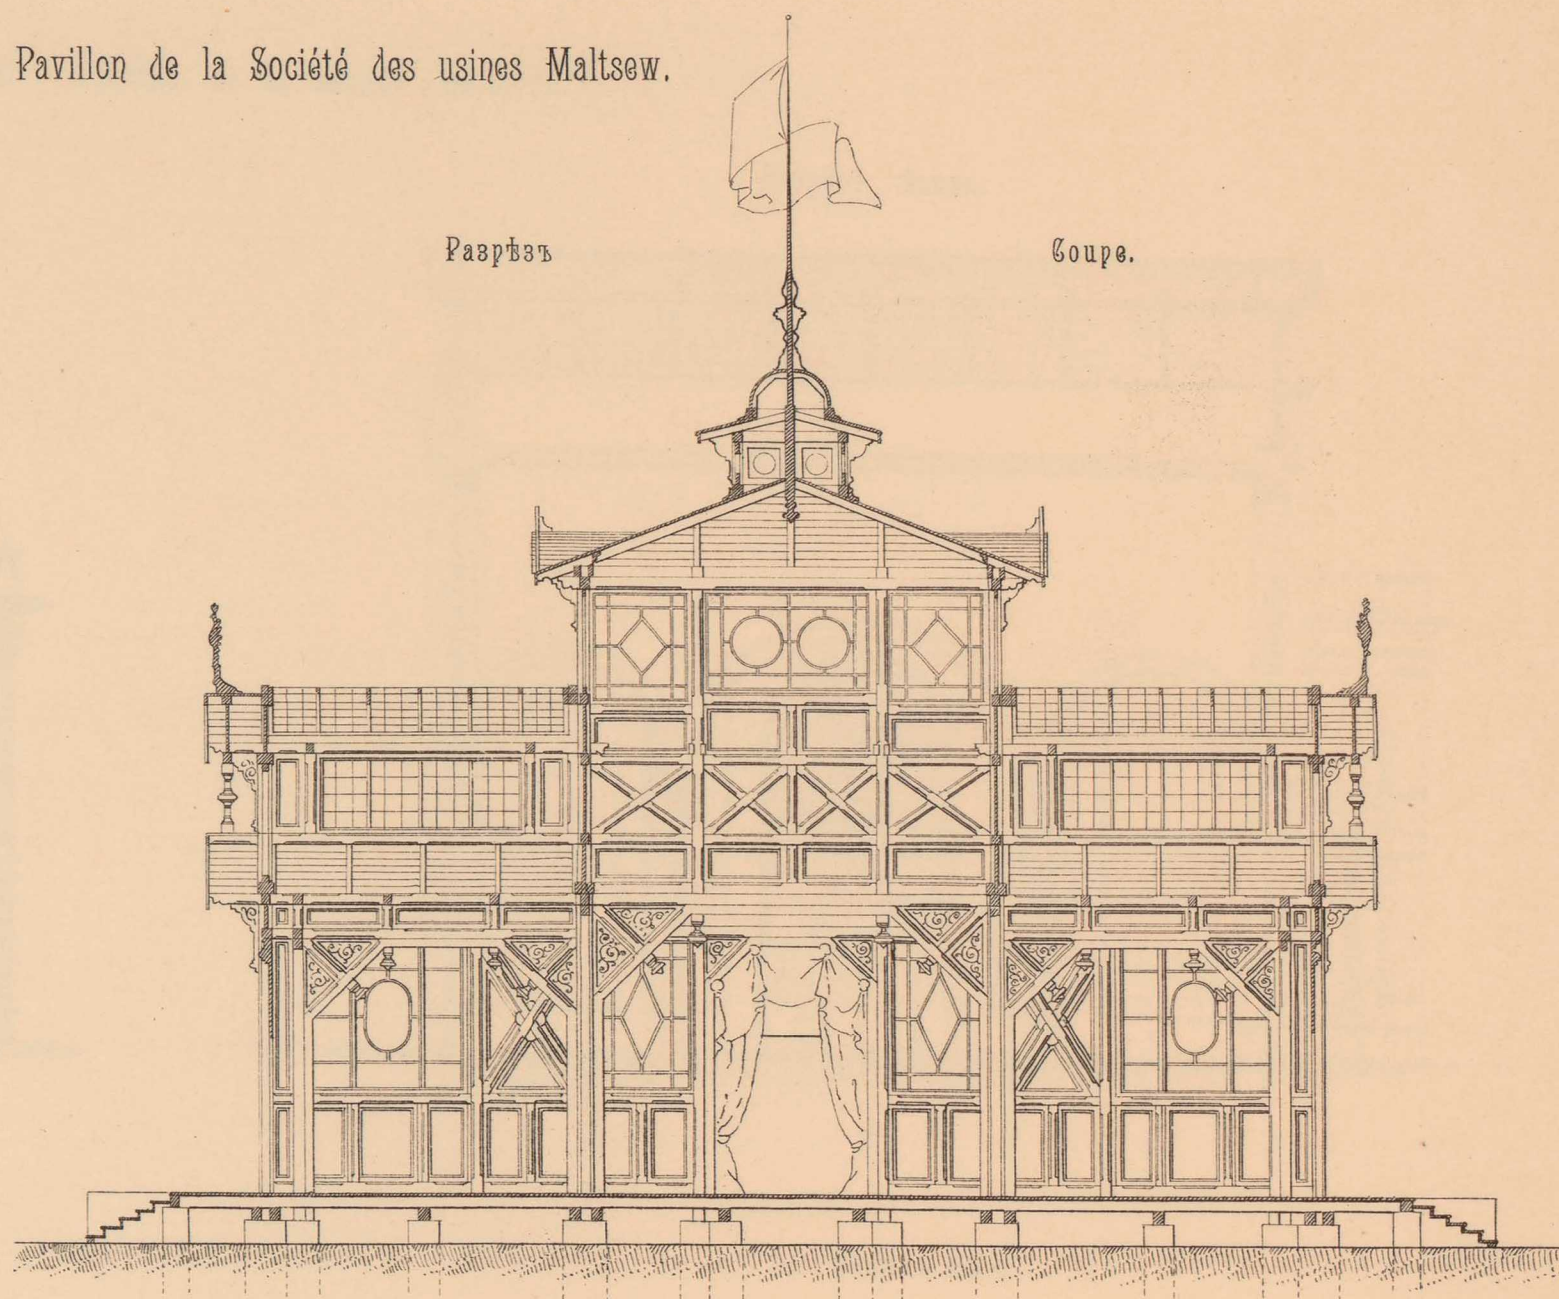 Pavillon de la Société des usines Maltsew.
Разрѣзъ
Coupe.